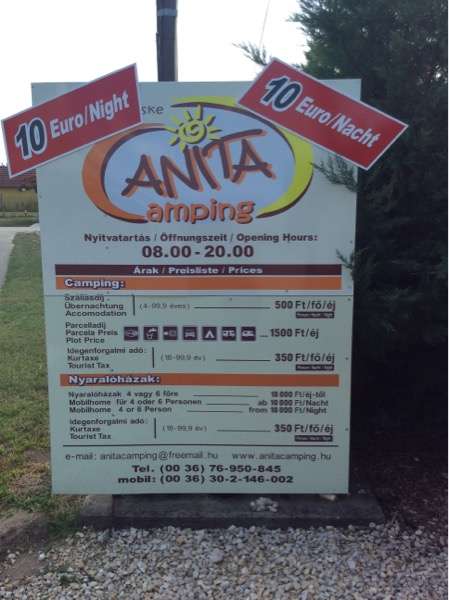 10 Euro/Night
10 Euro/Nacht
ANITA
Camping
Nyitvatartás / Öffnungszeit / Opening Hours:
08.00 - 20.00
Árak / Preisliste / Prices
Camping:
Szállásdíj
Übernachtung (4-99,9 éves) 500 Ft/fő/éj
Accomodation
Parcelladíj
Parcela Preis 1500 Ft/éj
Plot Price
Idegenforgalmi adó:
Kurtaxe (18-99,9 év) 350 Ft/fő/éj
Tourist Tax
Nyaralóházak:
Nyaralóházak 4 vagy 6 főre 10 000 Ft/éj-től
Mobilhome für 4 oder 6 Personen ab 10 000 Ft/Nacht
Mobilhome 4 or 6 Person from 10 000 Ft/Night
Idegenforgalmi adó:
Kurtaxe (18-99,9 év) 350 Ft/fő/éj
Tourist Tax
e-mail: anitacamping@freemail.hu www.anitacamping.hu
Tel. (00 36) 76-950-845
mobil: (00 36) 30-2-146-002